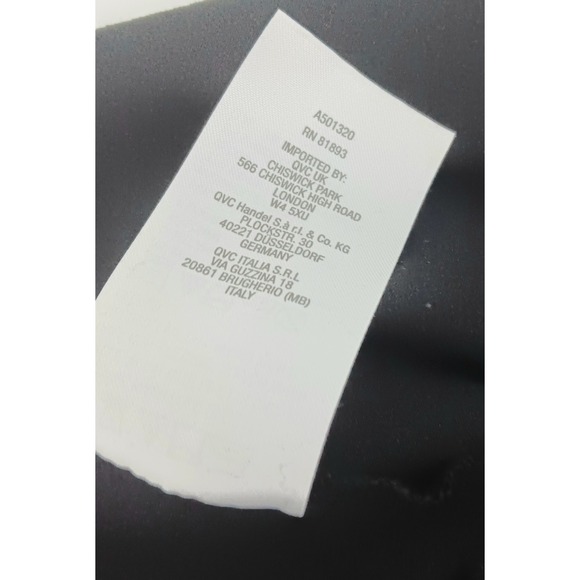 A501320
RN 81893
IMPORTED BY:
QVC UK
CHISWICK PARK
566 CHISWICK HIGH ROAD
LONDON
W4 5XU
QVC Handel S.à r.l. & Co. KG
PLOCKSTR. 30
40221 DÜSSELDORF
GERMANY
QVC ITALIA S.R.L
VIA GUZZINA 18
20861 BRUGHERIO (MB)
ITALY